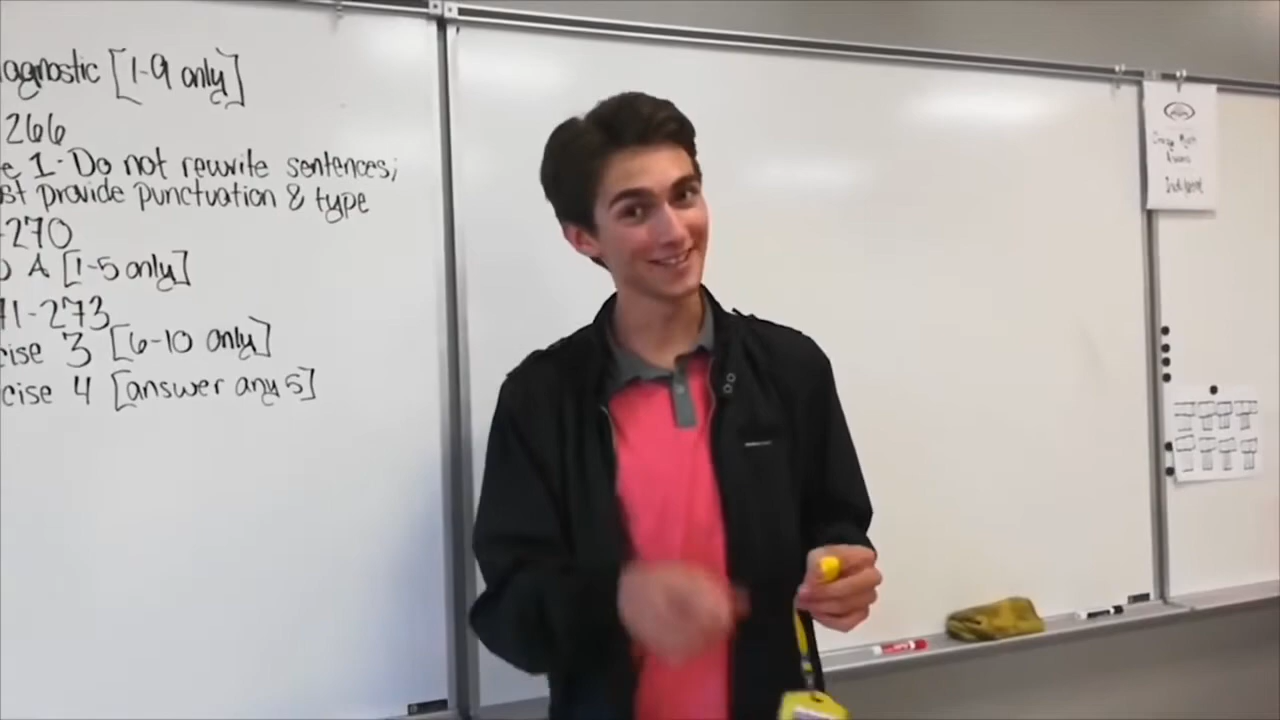 agnostic [1-9 only]
266
e 1- Do not rewrite sentences;
st provide punctuation & type
-270
A [1-5 only]
71-273
cise 3 [6-10 only]
cise 4 [answer any 5]